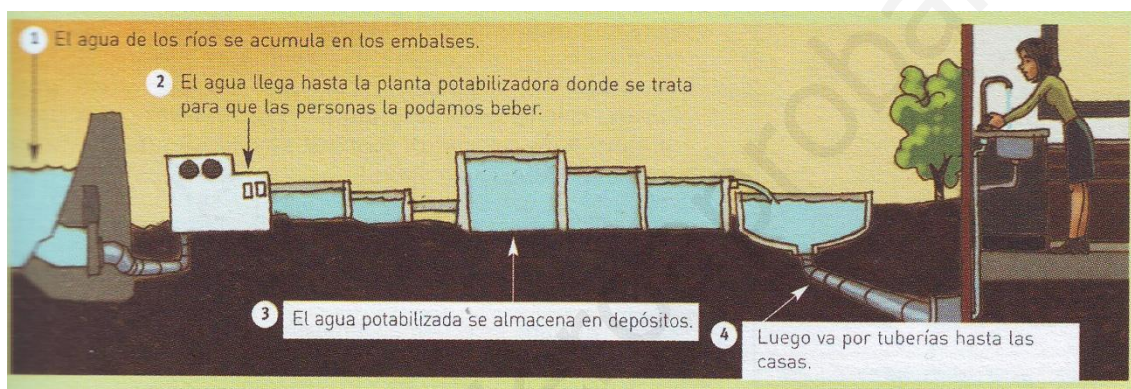 1 El agua de los ríos se acumula en los embalses.
2 El agua llega hasta la planta potabilizadora donde se trata
para que las personas la podamos beber.
3 El agua potabilizada se almacena en depósitos.
4 Luego va por tuberías hasta las
casas.